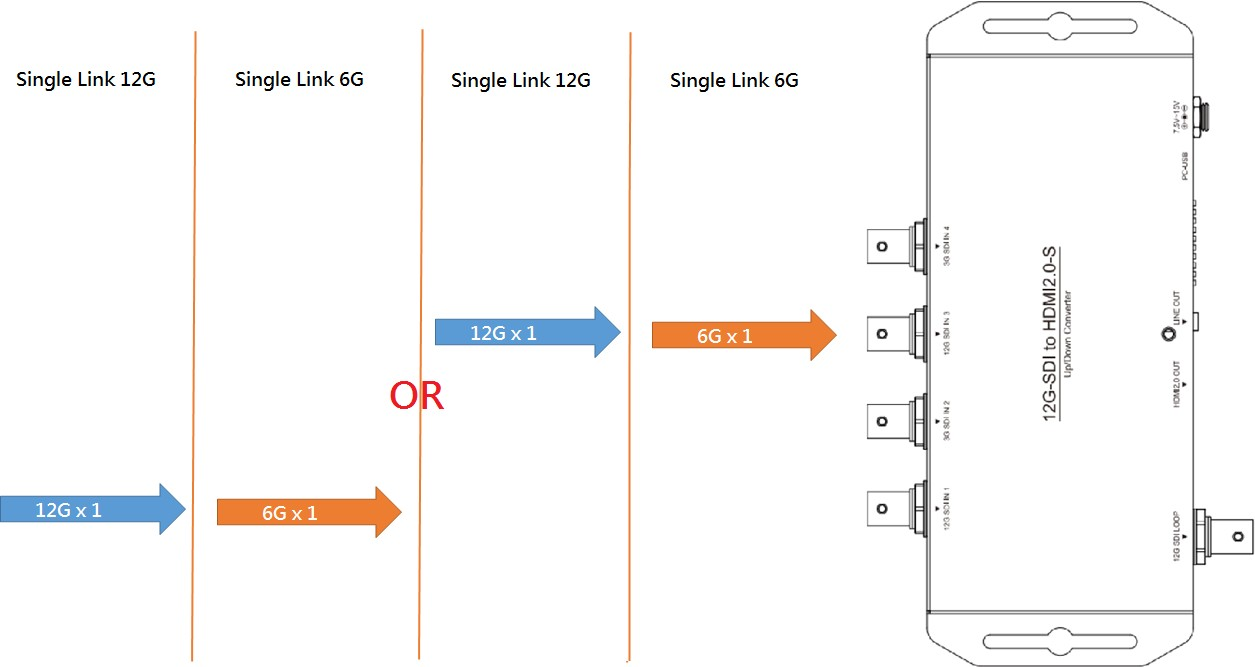 Single Link 12G
Single Link 6G
Single Link 12G
Single Link 6G
12G x 1
6G x 1
OR
12G x 1
6G x 1
3G SDI IN 4
12G SDI IN 3
3G SDI IN 2
12G SDI IN 1
12G-SDI to HDMI2.0-S
Up/Down Converter
7.5V~15V
PC-USB
LINE OUT
HDMI2.0 OUT
12G SDI LOOP